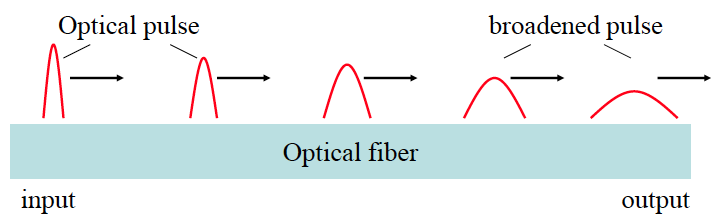 Optical pulse
broadened pulse
Optical fiber
input
output